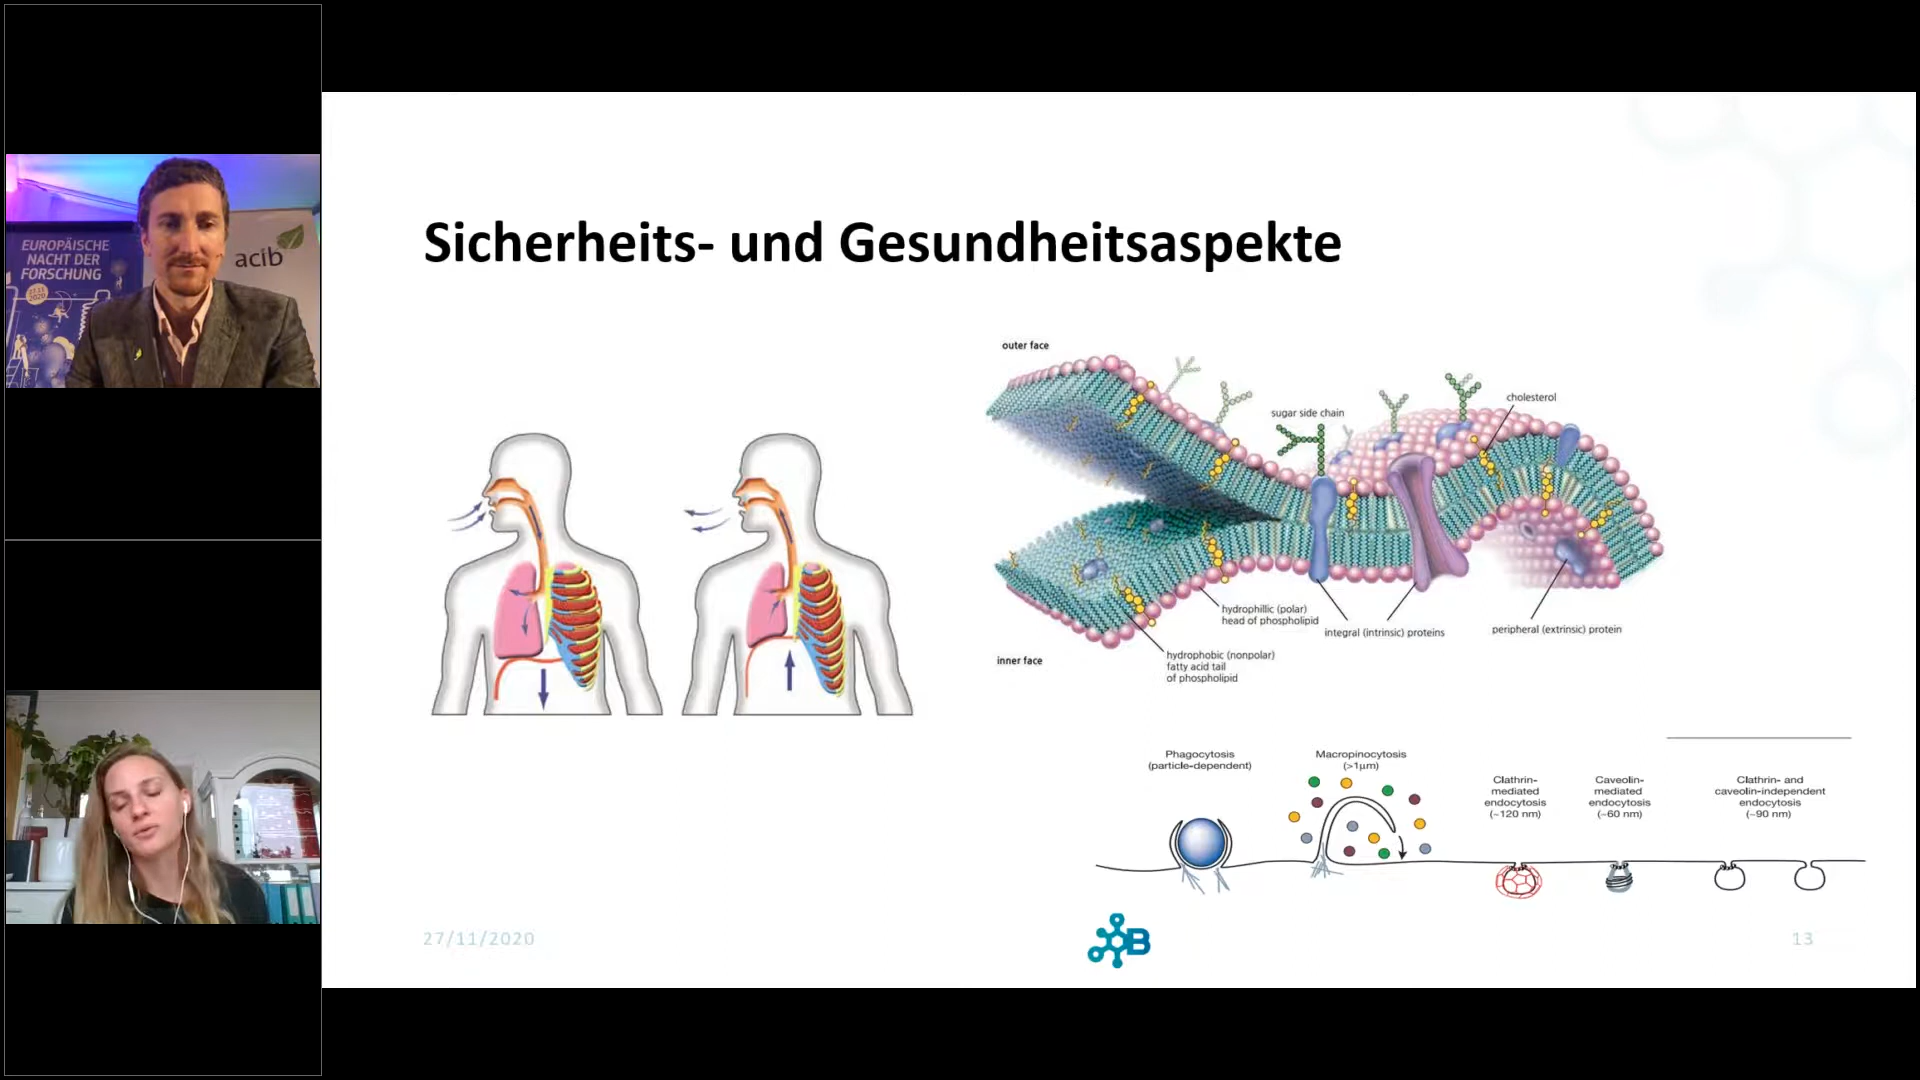 EUROPÄISCHE
NACHT DER
FORSCHUNG
27.11
2020
acib
Sicherheits- und Gesundheitsaspekte
outer face
sugar side chain
cholesterol
hydrophillic (polar)
head of phospholipid
integral (intrinsic) proteins
peripheral (extrinsic) protein
hydrophobic (nonpolar)
fatty acid tail
of phospholipid
inner face
Phagocytosis
(particle-dependent)
Macropinocytosis
(>1µm)
Clathrin-
mediated
endocytosis
(~120 nm)
Caveolin-
mediated
endocytosis
(~60 nm)
Clathrin- and
caveolin-independent
endocytosis
(~90 nm)
27/11/2020
B
13